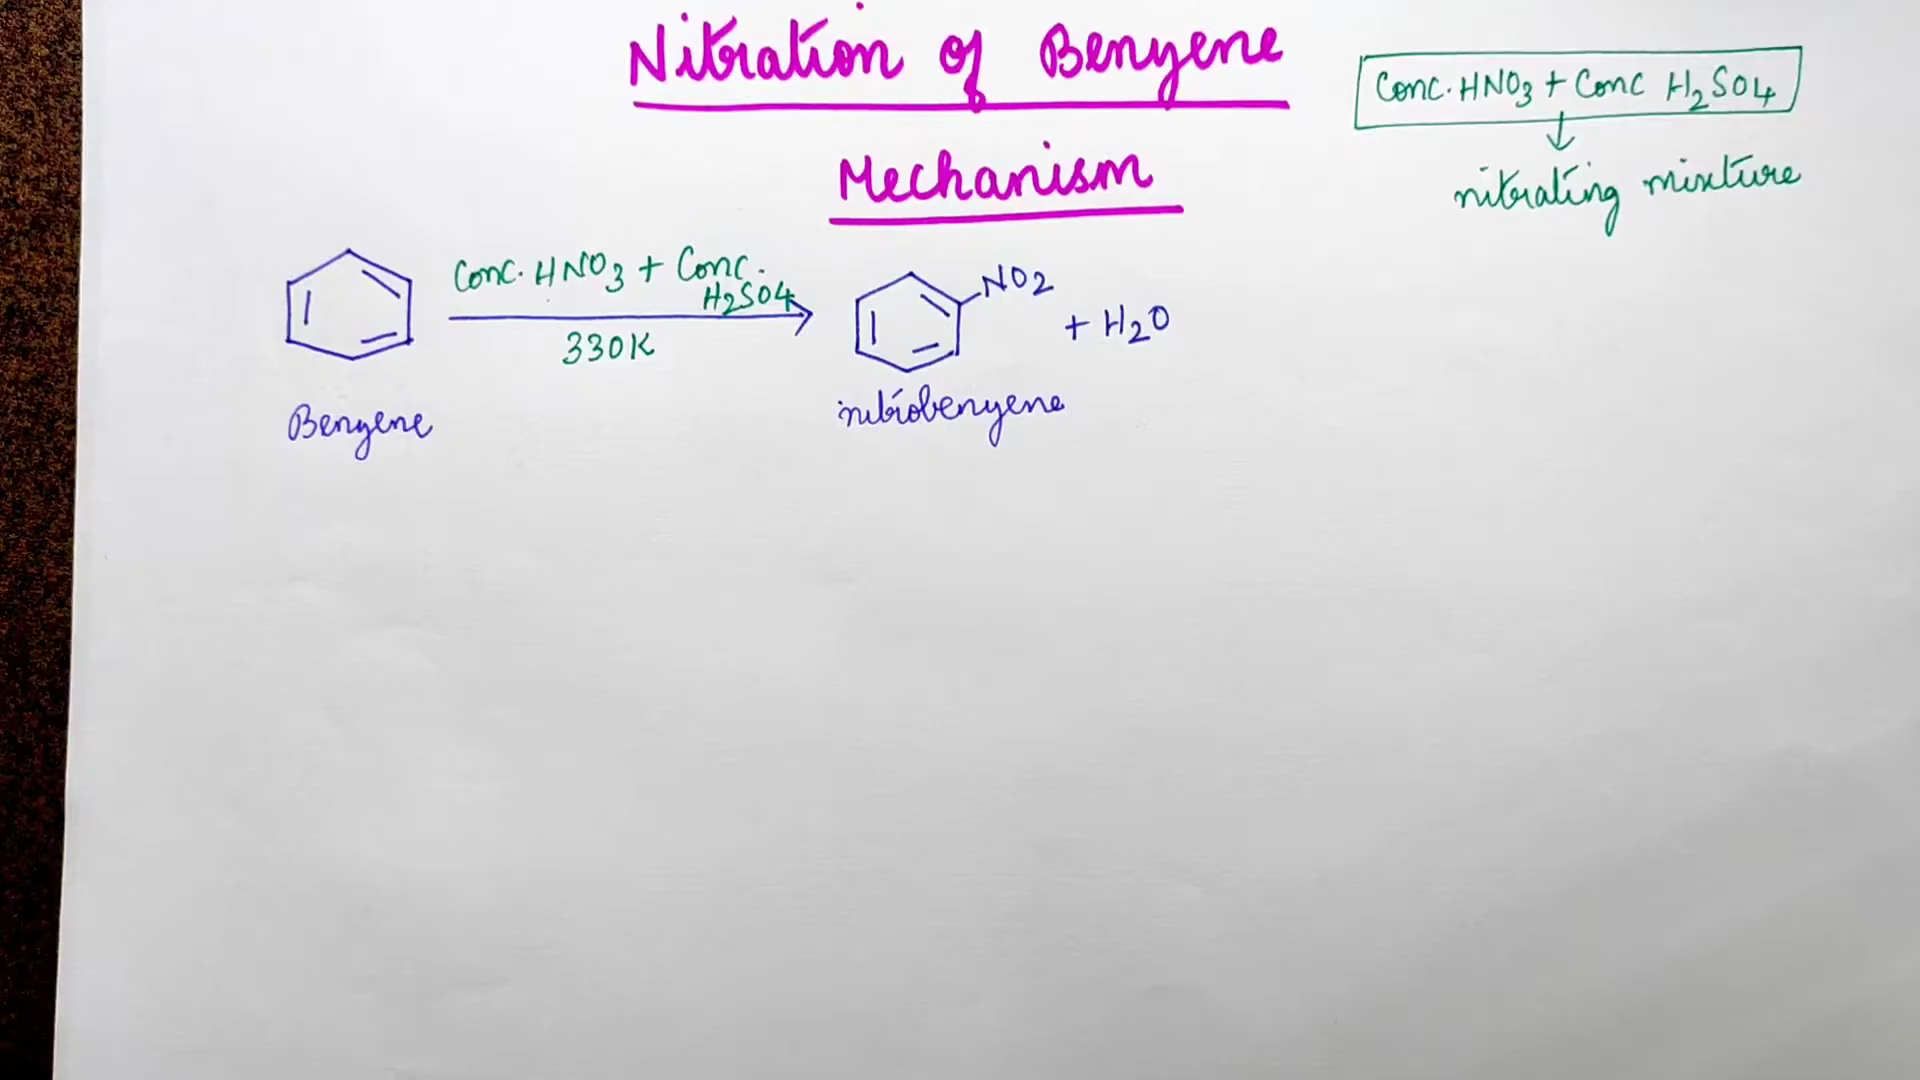 Nitration of Benzene
Mechanism
Conc. HNO3 + Conc H2SO4
↓
nitrating mixture
Conc. HNO3 + Conc.
H2SO4
330K
NO2
+ H2O
Benzene
nitrobenzene